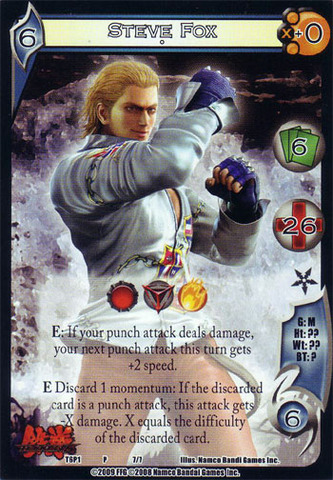 6
STEVE FOX
X +0
6
26
G: M
Ht: ??
Wt: ??
BT: ?
E: If your punch attack deals damage,
your next punch attack this turn gets
+2 speed.
E Discard 1 momentum: If the discarded
card is a punch attack, this attack gets
-X damage. X equals the difficulty
of the discarded card.
6
T6P1 P 7/7 Illus. Namco Bandi Games Inc.
©2009 FFG ©2008 Namco Bandai Games Inc.